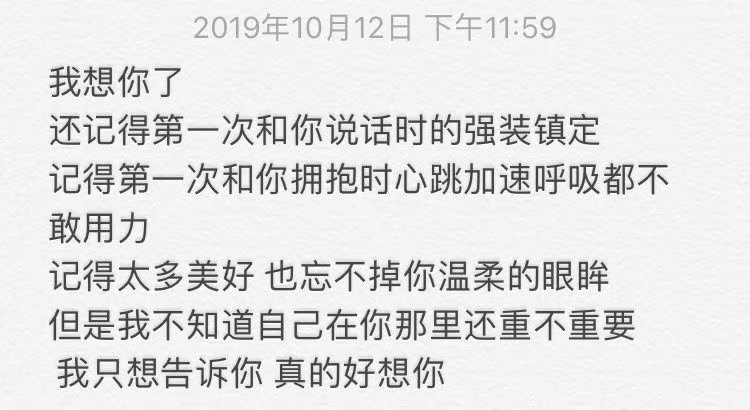 2019年10月12日 下午11:59
我想你了
还记得第一次和你说话时的强装镇定
记得第一次和你拥抱时心跳加速呼吸都不
敢用力
记得太多美好 也忘不掉你温柔的眼眸
但是我不知道自己在你那里还重不重要
我只想告诉你 真的好想你